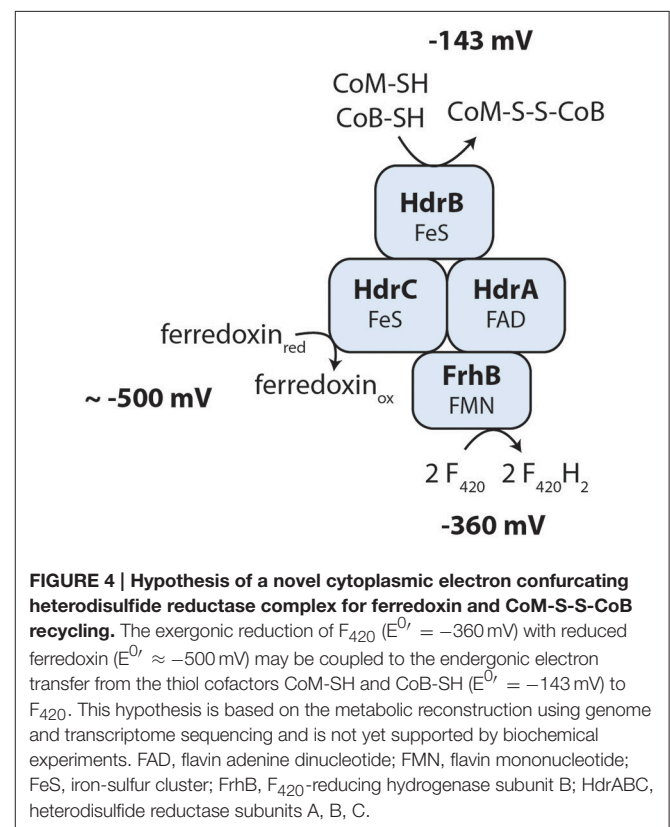 -143 mV
CoM-SH
CoB-SH
CoM-S-S-CoB
HdrB
FeS
HdrC
FeS
HdrA
FAD
ferredoxin red
ferredoxin ox
~ -500 mV
FrhB
FMN
2 F420 2 F420H2
-360 mV
FIGURE 4 | Hypothesis of a novel cytoplasmic electron confurcating
heterodisulfide reductase complex for ferredoxin and CoM-S-S-CoB
recycling. The exergonic reduction of F420 (E0′ = −360 mV) with reduced
ferredoxin (E0′ ≈ −500 mV) may be coupled to the endergonic electron
transfer from the thiol cofactors CoM-SH and CoB-SH (E0′ = −143 mV) to
F420. This hypothesis is based on the metabolic reconstruction using genome
and transcriptome sequencing and is not yet supported by biochemical
experiments. FAD, flavin adenine dinucleotide; FMN, flavin mononucleotide;
FeS, iron-sulfur cluster; FrhB, F420-reducing hydrogenase subunit B; HdrABC,
heterodisulfide reductase subunits A, B, C.